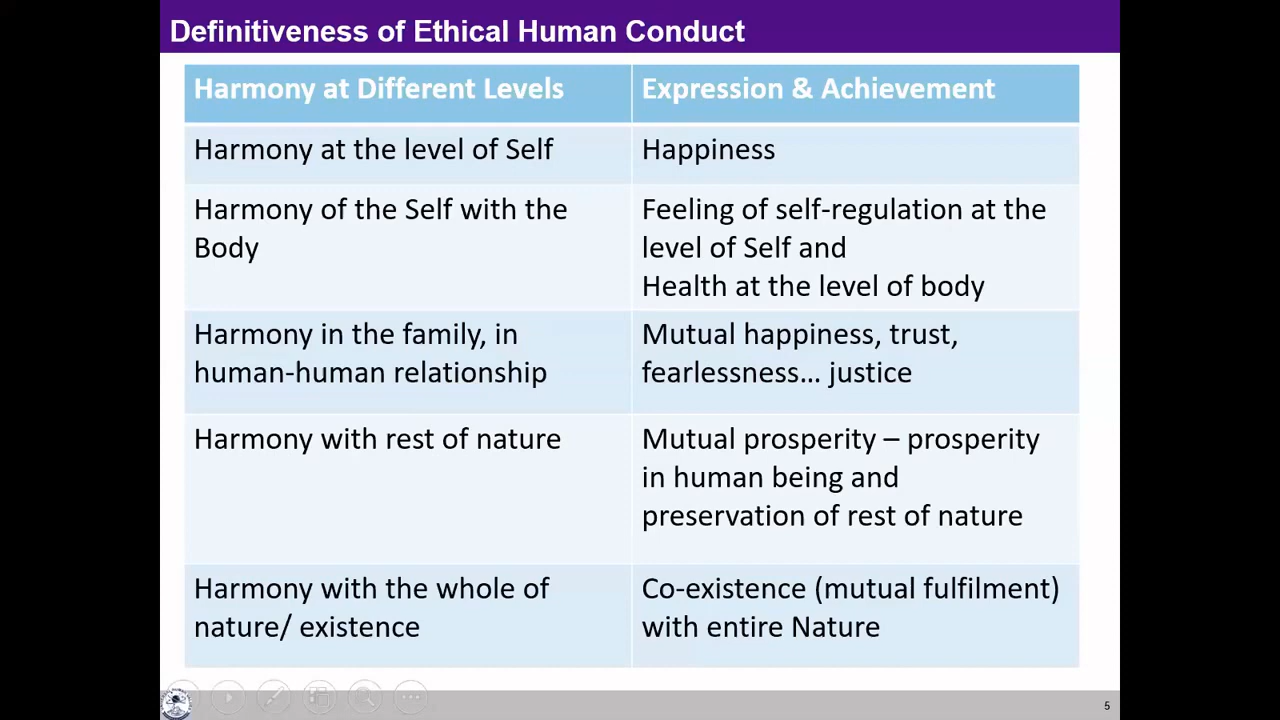 Definitiveness of Ethical Human Conduct
Harmony at Different Levels
Expression & Achievement
Harmony at the level of Self
Happiness
Harmony of the Self with the
Body
Feeling of self-regulation at the
level of Self and
Health at the level of body
Harmony in the family, in
human-human relationship
Mutual happiness, trust,
fearlessness… justice
Harmony with rest of nature
Mutual prosperity – prosperity
in human being and
preservation of rest of nature
Harmony with the whole of
nature/ existence
Co-existence (mutual fulfilment)
with entire Nature
5